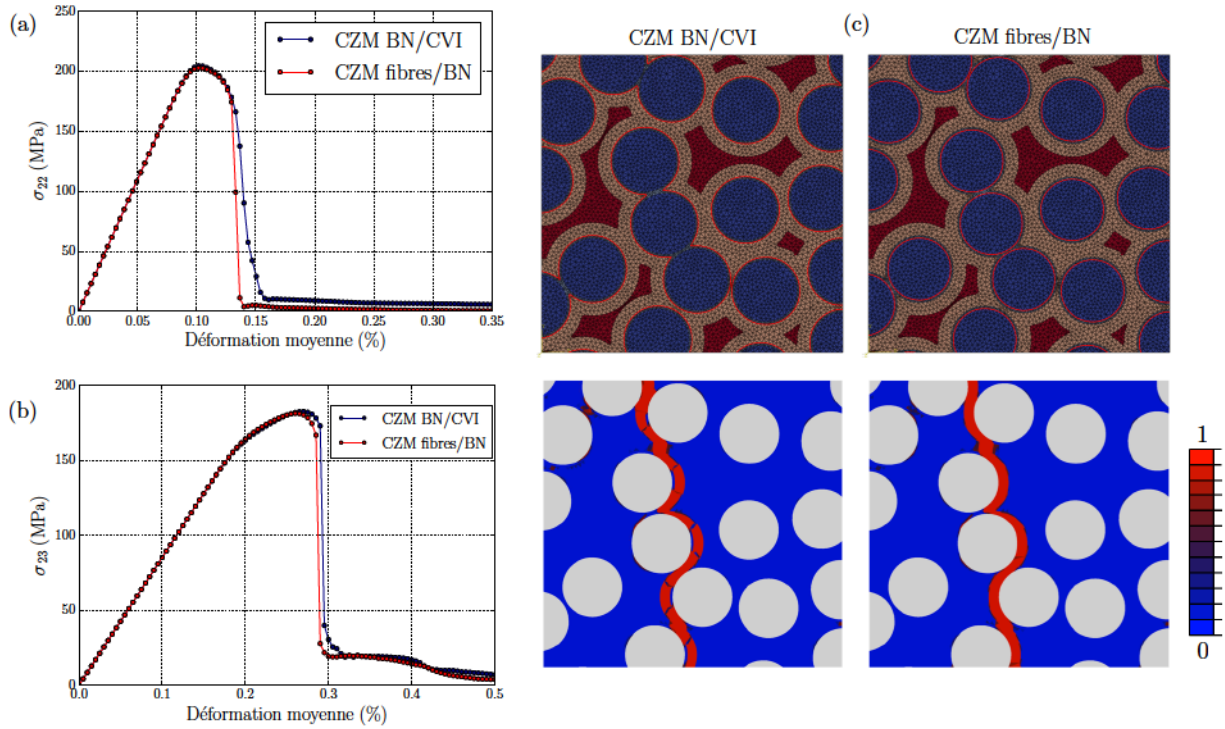 (a)
250
200
150
100
50
0
σ22 (MPa)
CZM BN/CVI
CZM fibres/BN
0.00 0.05 0.10 0.15 0.20 0.25 0.30 0.35
Déformation moyenne (%)
(c)
CZM BN/CVI
CZM fibres/BN
(b)
200
150
100
50
0
σ23 (MPa)
CZM BN/CVI
CZM fibres/BN
0.0 0.1 0.2 0.3 0.4 0.5
Déformation moyenne (%)
1
0